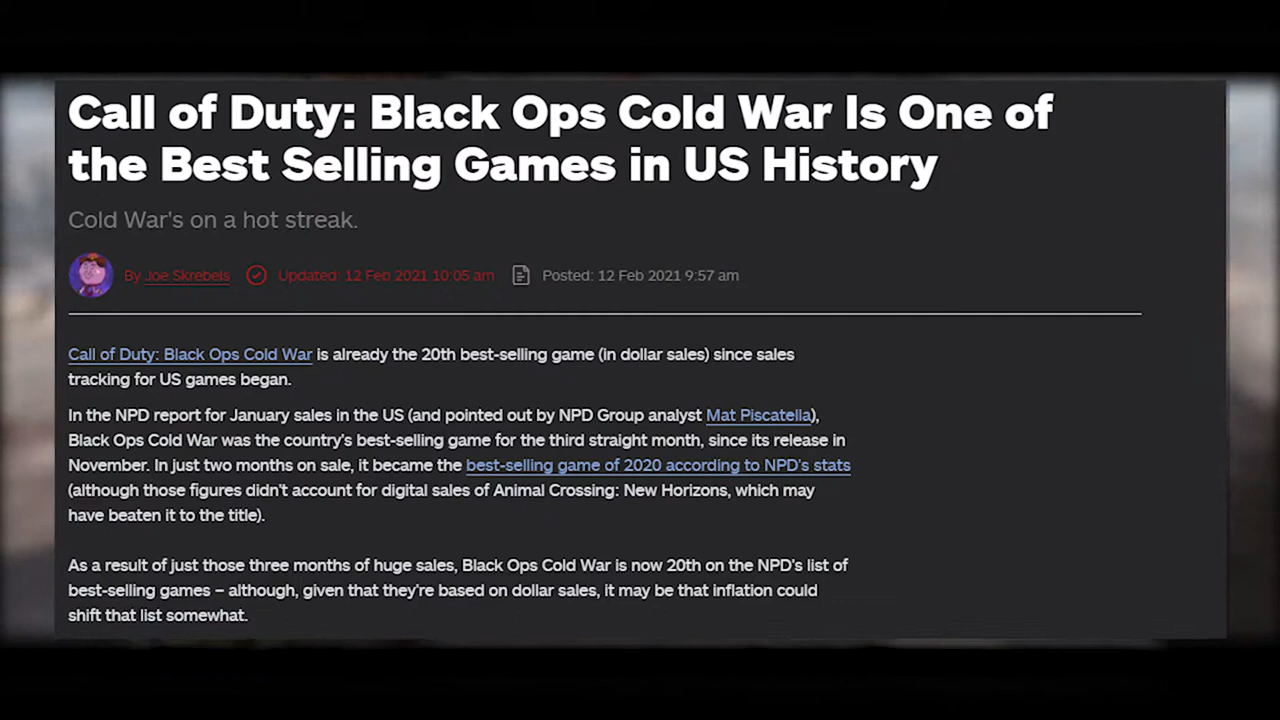 Call of Duty: Black Ops Cold War Is One of
the Best Selling Games in US History
Cold War's on a hot streak.
By Joe Skrebels Updated: 12 Feb 2021 10:05 am Posted: 12 Feb 2021 9:57 am
Call of Duty: Black Ops Cold War is already the 20th best-selling game (in dollar sales) since sales
tracking for US games began.
In the NPD report for January sales in the US (and pointed out by NPD Group analyst Mat Piscatella),
Black Ops Cold War was the country's best-selling game for the third straight month, since its release in
November. In just two months on sale, it became the best-selling game of 2020 according to NPD's stats
(although those figures didn't account for digital sales of Animal Crossing: New Horizons, which may
have beaten it to the title).
As a result of just those three months of huge sales, Black Ops Cold War is now 20th on the NPD's list of
best-selling games – although, given that they're based on dollar sales, it may be that inflation could
shift that list somewhat.